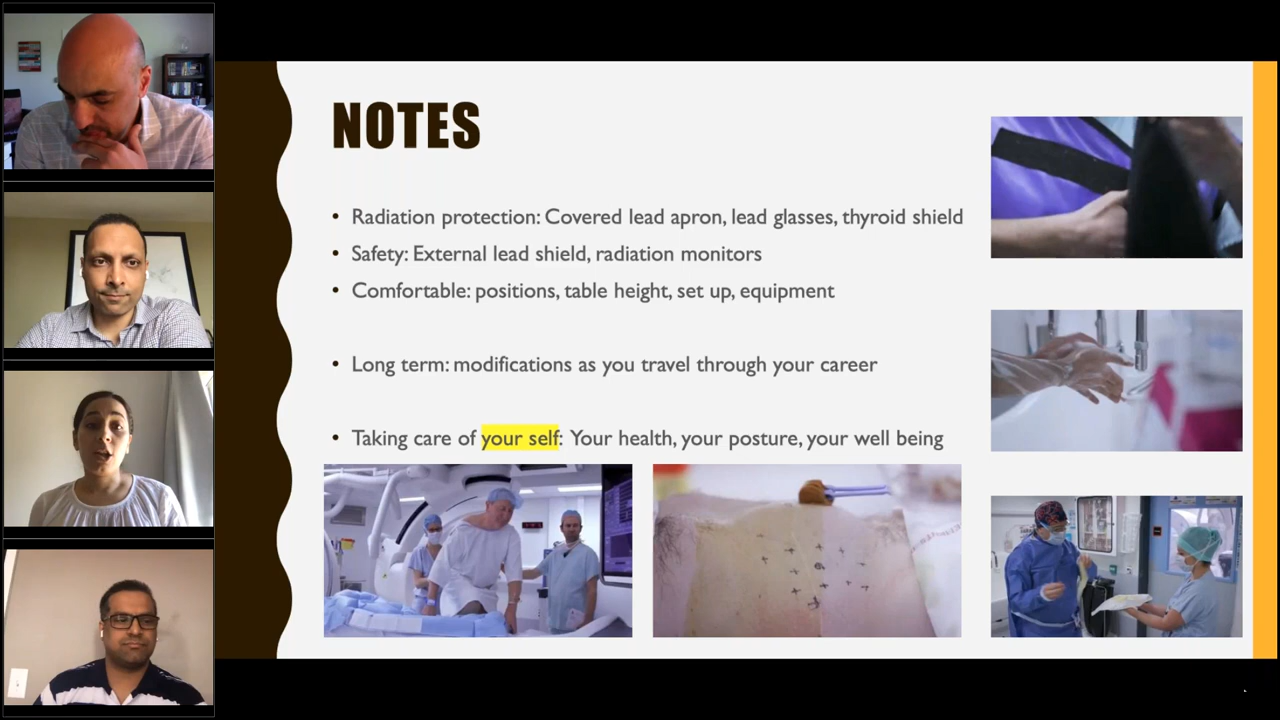 NOTES
• Radiation protection: Covered lead apron, lead glasses, thyroid shield
• Safety: External lead shield, radiation monitors
• Comfortable: positions, table height, set up, equipment
• Long term: modifications as you travel through your career
• Taking care of your self: Your health, your posture, your well being